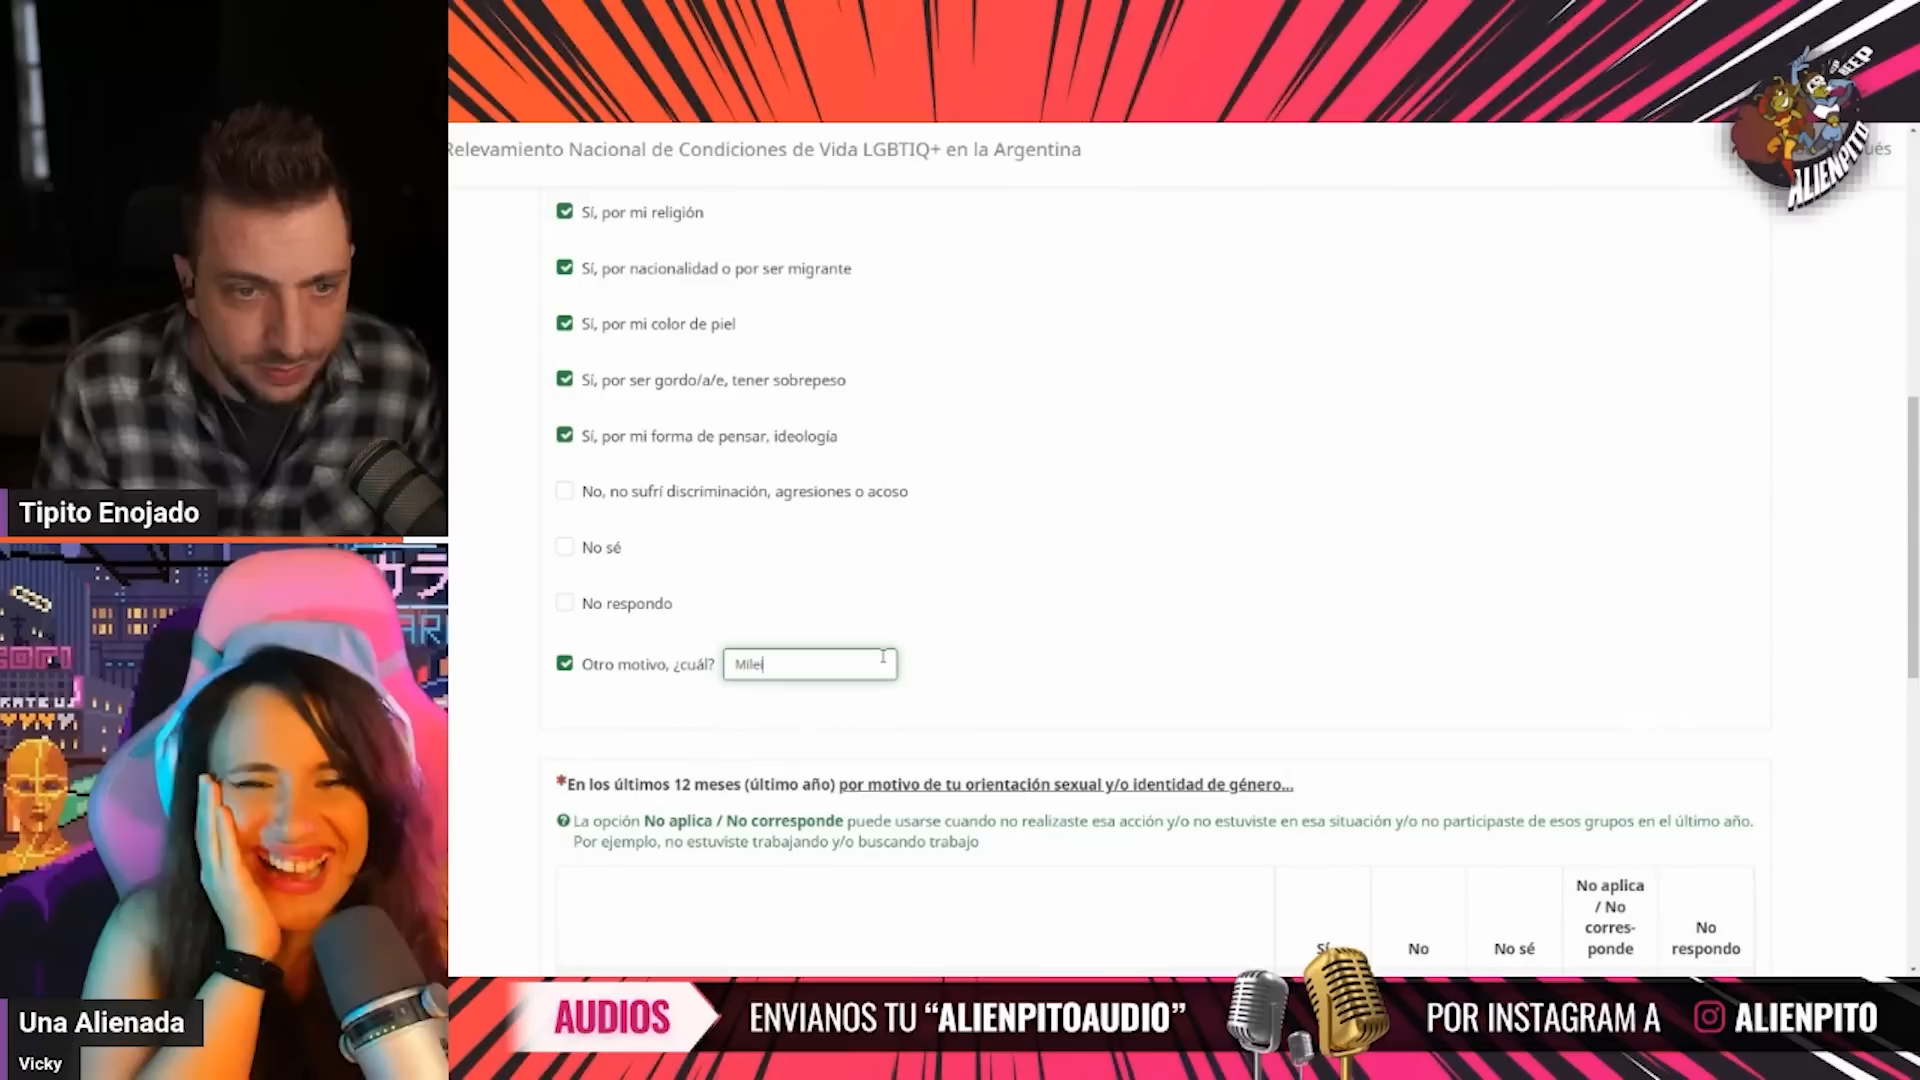 Relevamiento Nacional de Condiciones de Vida LGBTIQ+ en la Argentina
BEEP
ALIENPITO
Sí, por mi religión
Sí, por nacionalidad o por ser migrante
Sí, por mi color de piel
Sí, por ser gordo/a/e, tener sobrepeso
Sí, por mi forma de pensar, ideología
No, no sufrí discriminación, agresiones o acoso
No sé
No respondo
Otro motivo, ¿cuál? Milei
*En los últimos 12 meses (último año) por motivo de tu orientación sexual y/o identidad de género...
La opción No aplica / No corresponde puede usarse cuando no realizaste esa acción y/o no estuviste en esa situación y/o no participaste de esos grupos en el último año.
Por ejemplo, no estuviste trabajando y/o buscando trabajo
Sí
No
No sé
No aplica
/ No
corres-
ponde
No
respondo
Tipito Enojado
Una Alienada
Vicky
AUDIOS
ENVIANOS TU “ALIENPITOAUDIO”
POR INSTAGRAM A
ALIENPITO